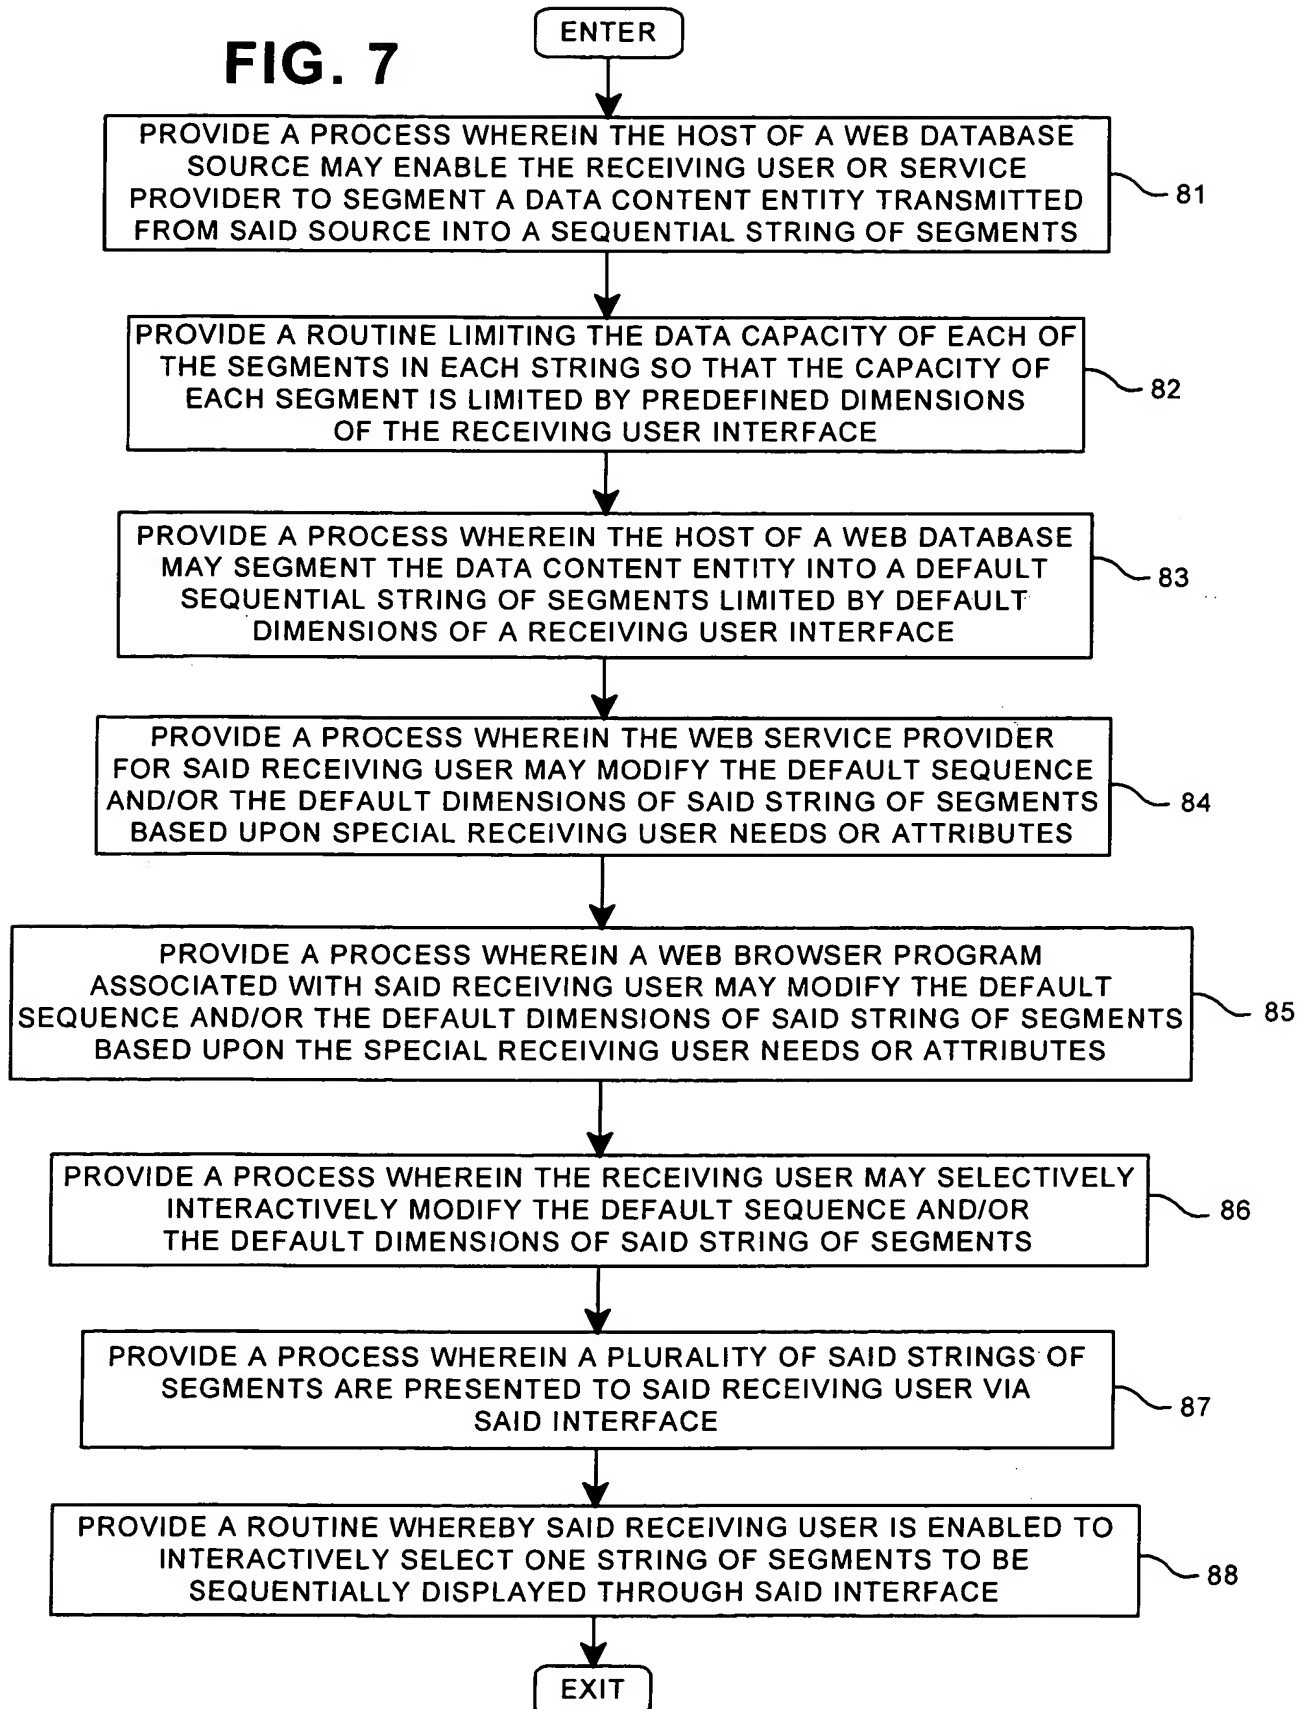 FIG. 7
ENTER
PROVIDE A PROCESS WHEREIN THE HOST OF A WEB DATABASE
SOURCE MAY ENABLE THE RECEIVING USER OR SERVICE
PROVIDER TO SEGMENT A DATA CONTENT ENTITY TRANSMITTED
FROM SAID SOURCE INTO A SEQUENTIAL STRING OF SEGMENTS
81
PROVIDE A ROUTINE LIMITING THE DATA CAPACITY OF EACH OF
THE SEGMENTS IN EACH STRING SO THAT THE CAPACITY OF
EACH SEGMENT IS LIMITED BY PREDEFINED DIMENSIONS
OF THE RECEIVING USER INTERFACE
82
PROVIDE A PROCESS WHEREIN THE HOST OF A WEB DATABASE
MAY SEGMENT THE DATA CONTENT ENTITY INTO A DEFAULT
SEQUENTIAL STRING OF SEGMENTS LIMITED BY DEFAULT
DIMENSIONS OF A RECEIVING USER INTERFACE
83
PROVIDE A PROCESS WHEREIN THE WEB SERVICE PROVIDER
FOR SAID RECEIVING USER MAY MODIFY THE DEFAULT SEQUENCE
AND/OR THE DEFAULT DIMENSIONS OF SAID STRING OF SEGMENTS
BASED UPON SPECIAL RECEIVING USER NEEDS OR ATTRIBUTES
84
PROVIDE A PROCESS WHEREIN A WEB BROWSER PROGRAM
ASSOCIATED WITH SAID RECEIVING USER MAY MODIFY THE DEFAULT
SEQUENCE AND/OR THE DEFAULT DIMENSIONS OF SAID STRING OF SEGMENTS
BASED UPON THE SPECIAL RECEIVING USER NEEDS OR ATTRIBUTES
85
PROVIDE A PROCESS WHEREIN THE RECEIVING USER MAY SELECTIVELY
INTERACTIVELY MODIFY THE DEFAULT SEQUENCE AND/OR
THE DEFAULT DIMENSIONS OF SAID STRING OF SEGMENTS
86
PROVIDE A PROCESS WHEREIN A PLURALITY OF SAID STRINGS OF
SEGMENTS ARE PRESENTED TO SAID RECEIVING USER VIA
SAID INTERFACE
87
PROVIDE A ROUTINE WHEREBY SAID RECEIVING USER IS ENABLED TO
INTERACTIVELY SELECT ONE STRING OF SEGMENTS TO BE
SEQUENTIALLY DISPLAYED THROUGH SAID INTERFACE
88
EXIT